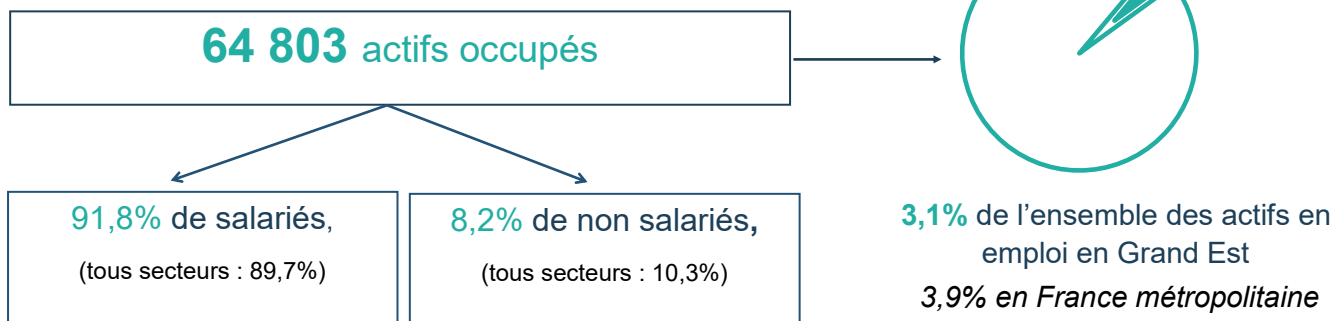 64 803 actifs occupés
91,8% de salariés,
(tous secteurs : 89,7%)
8,2% de non salariés,
(tous secteurs : 10,3%)
3,1% de l’ensemble des actifs en
emploi en Grand Est
3,9% en France métropolitaine